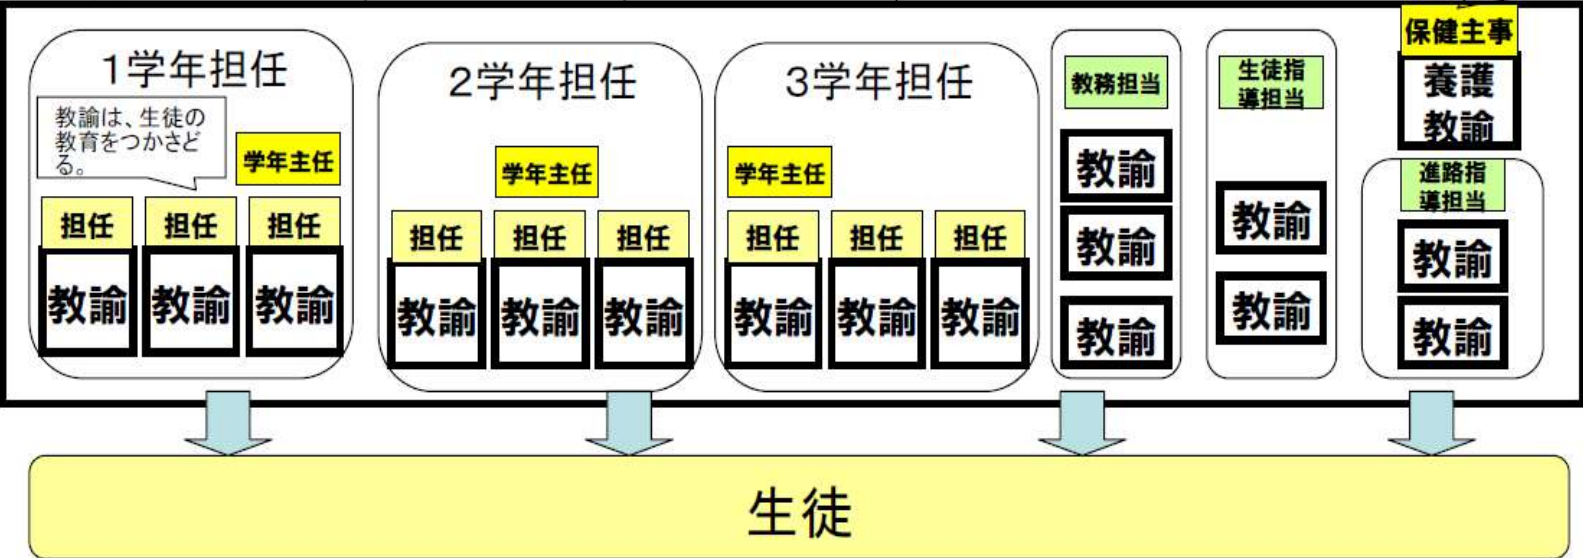 1学年担任
教諭は、生徒の
教育をつかさど
る。
学年主任
担任
担任
担任
教諭
教諭
教諭
2学年担任
学年主任
担任
担任
担任
教諭
教諭
教諭
3学年担任
学年主任
担任
担任
担任
教諭
教諭
教諭
教務担当
教諭
教諭
教諭
生徒指
導担当
教諭
教諭
保健主事
養護
教諭
進路指
導担当
教諭
教諭
生徒